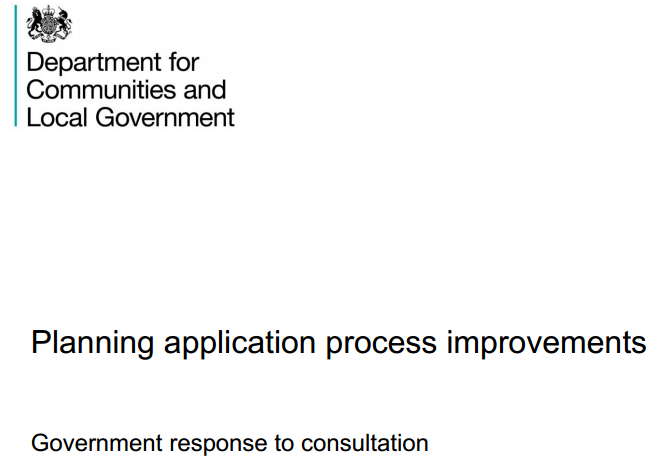 Department for
Communities and
Local Government
Planning application process improvements
Government response to consultation